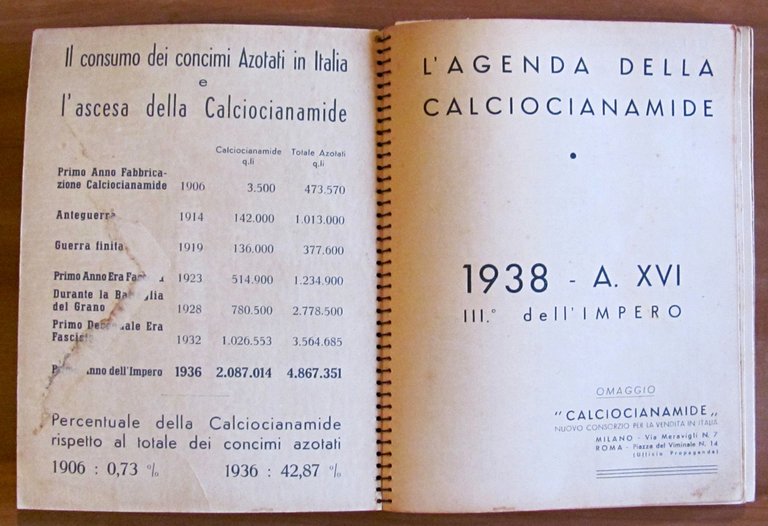 Il consumo dei concimi Azotati in Italia
e
l'ascesa della Calciocianamide
Calciocianamide Totale Azotati
q.li q.li
Primo Anno Fabbrica-
zione Calciocianamide 1906 3.500 473.570
Anteguerra 1914 142.000 1.013.000
Guerra finita 1919 136.000 377.600
Primo Anno Era 1923 514.900 1.234.900
Durante la
del Grano 1928 780.500 2.778.500
Primo Era
1932 1.026.553 3.564.685
dell'Impero 1936 2.087.014 4.867.351
Percentuale della Calciocianamide
rispetto al totale dei concimi azotati
1906 : 0,73 % 1936 : 42,87 %
L'AGENDA DELLA
CALCIOCIANAMIDE
•
1938 - A. XVI
III.° dell'IMPERO
OMAGGIO
"CALCIOCIANAMIDE„
NUOVO CONSORZIO PER LA VENDITA IN ITALIA
MILANO - Via Meravigli N. 7
ROMA - Piazza del Viminale N. 14
(Ufficio Propaganda)